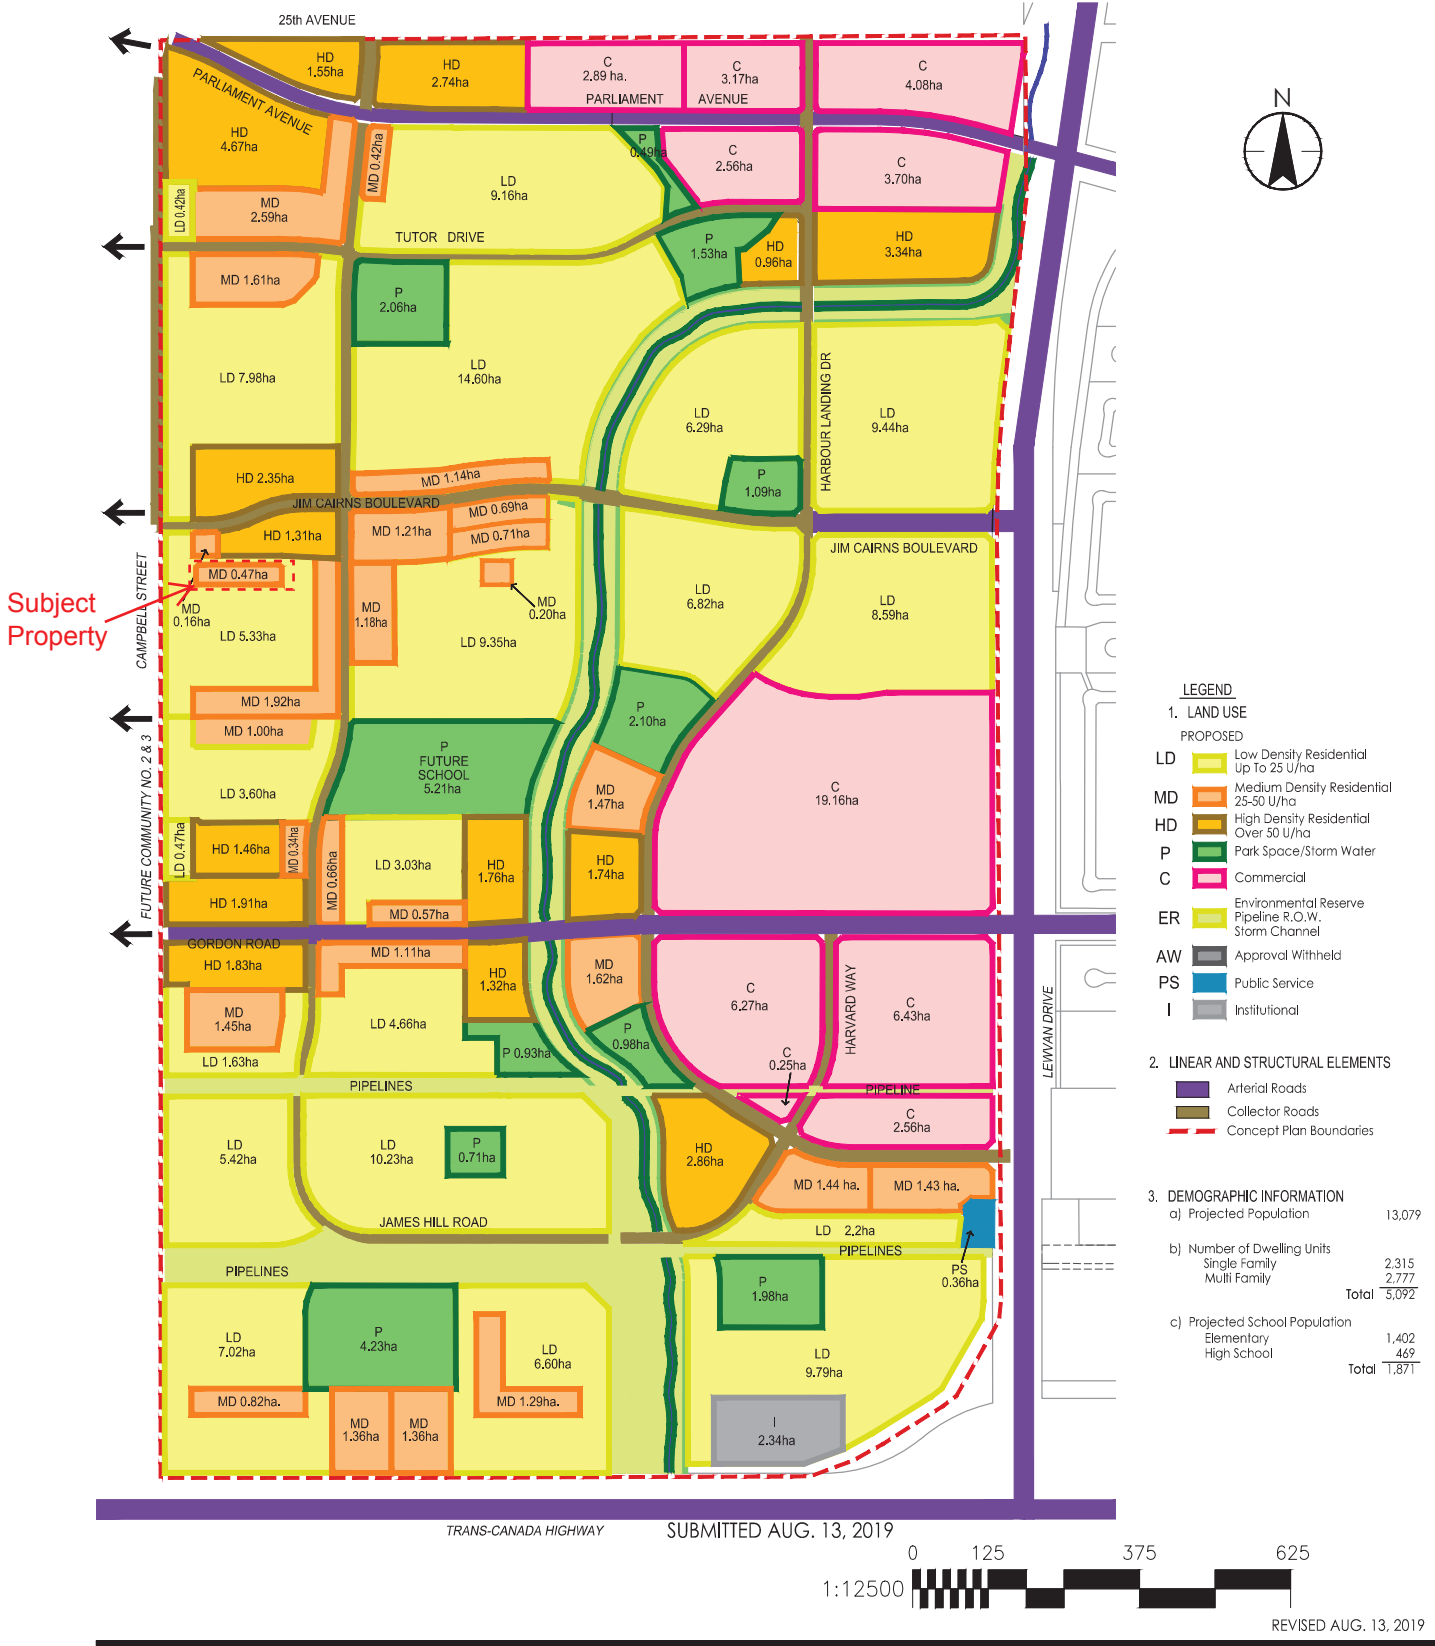 25th AVENUE
HD
1.55ha
HD
2.74ha
C
2.89 ha.
C
3.17ha
C
4.08ha
PARLIAMENT AVENUE
PARLIAMENT AVENUE
N
HD
4.67ha
MD 0.42ha
P
0.49ha
C
2.56ha
C
3.70ha
LD
9.16ha
LD 0.42ha
MD
2.59ha
TUTOR DRIVE
P
1.53ha
HD
0.96ha
HD
3.34ha
MD 1.61ha
P
2.06ha
LD 7.98ha
LD
14.60ha
LD
6.29ha
HARBOUR LANDING DR
LD
9.44ha
HD 2.35ha
MD 1.14ha
P
1.09ha
JIM CAIRNS BOULEVARD
MD 0.69ha
MD 1.21ha
MD 0.71ha
HD 1.31ha
JIM CAIRNS BOULEVARD
CAMPBELL STREET
MD 0.47ha
Subject
Property
MD
0.16ha
LD 5.33ha
MD
1.18ha
MD
0.20ha
LD 9.35ha
LD
6.82ha
LD
8.59ha
MD 1.92ha
MD 1.00ha
P
2.10ha
FUTURE COMMUNITY NO. 2 & 3
P
FUTURE
SCHOOL
5.21ha
LD 3.60ha
MD
1.47ha
C
19.16ha
LD 0.47ha
HD 1.46ha
MD 0.34ha
MD 0.66ha
LD 3.03ha
HD
1.76ha
HD
1.74ha
HD 1.91ha
MD 0.57ha
GORDON ROAD
HD 1.83ha
MD 1.11ha
HD
1.32ha
MD
1.62ha
C
6.27ha
HARVARD WAY
C
6.43ha
MD
1.45ha
LD 4.66ha
P 0.93ha
P
0.98ha
LD 1.63ha
C
0.25ha
LEWVAN DRIVE
PIPELINES
PIPELINE
C
2.56ha
LD
5.42ha
LD
10.23ha
P
0.71ha
HD
2.86ha
MD 1.44 ha.
MD 1.43 ha.
JAMES HILL ROAD
LD 2.2ha
PIPELINES
PIPELINES
PS
0.36ha
P
1.98ha
LD
7.02ha
P
4.23ha
LD
6.60ha
LD
9.79ha
MD 0.82ha.
MD
1.36ha
MD
1.36ha
MD 1.29ha.
I
2.34ha
LEGEND
1. LAND USE
PROPOSED
LD Low Density Residential
Up To 25 U/ha
MD Medium Density Residential
25-50 U/ha
HD High Density Residential
Over 50 U/ha
P Park Space/Storm Water
C Commercial
ER Environmental Reserve
Pipeline R.O.W.
Storm Channel
AW Approval Withheld
PS Public Service
I Institutional
2. LINEAR AND STRUCTURAL ELEMENTS
Arterial Roads
Collector Roads
Concept Plan Boundaries
3. DEMOGRAPHIC INFORMATION
a) Projected Population 13,079
b) Number of Dwelling Units
Single Family 2,315
Multi Family 2,777
Total 5,092
c) Projected School Population
Elementary 1,402
High School 469
Total 1,871
TRANS-CANADA HIGHWAY
SUBMITTED AUG. 13, 2019
0 125 375 625
1:12500
REVISED AUG. 13, 2019